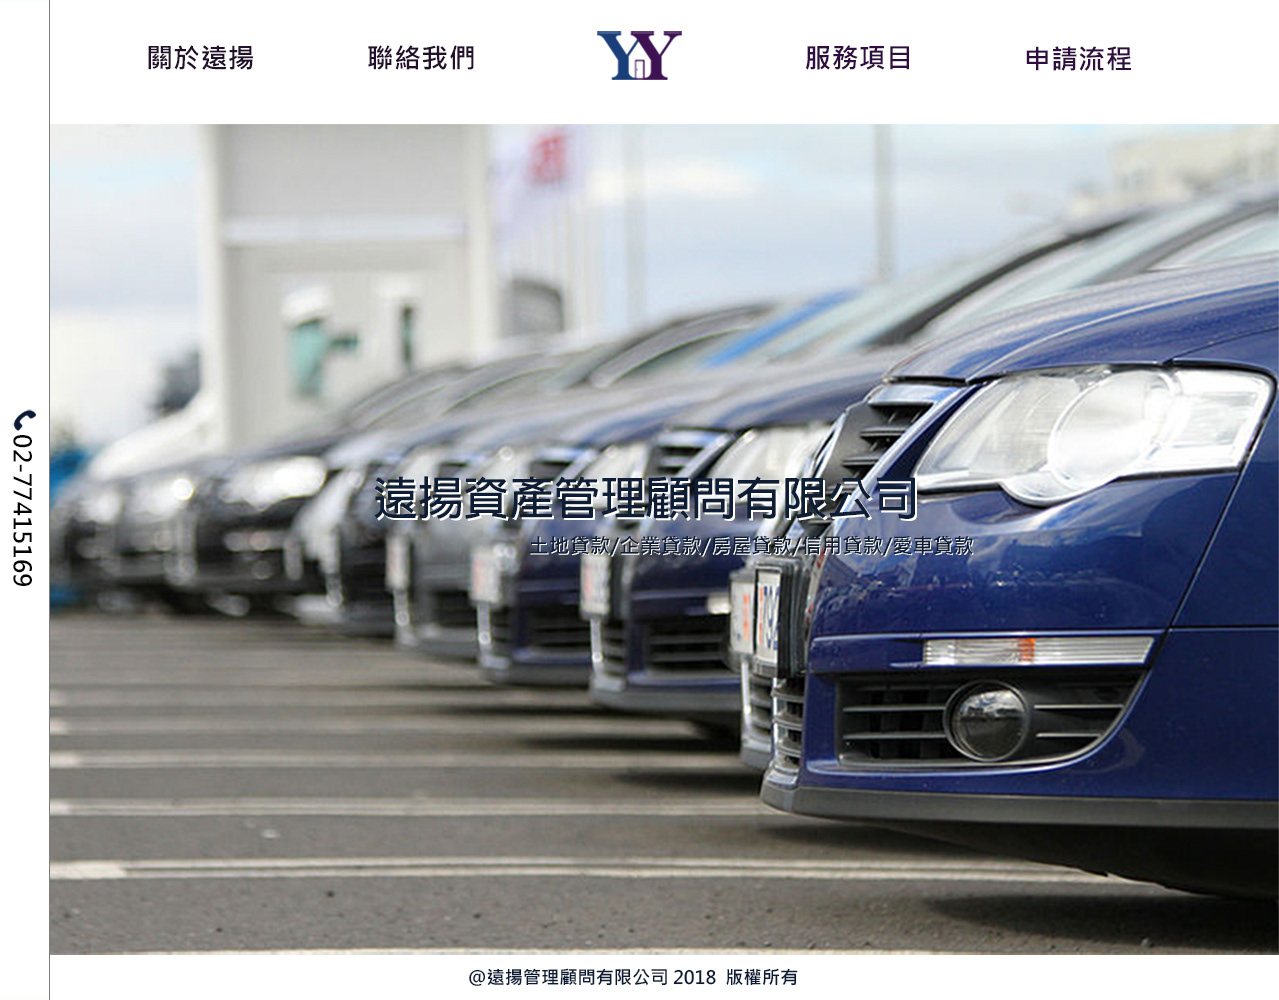 關於遠揚
聯絡我們
YY
服務項目
申請流程
02-77415169
遠揚資產管理顧問有限公司
土地貸款/企業貸款/房屋貸款/信用貸款/愛車貸款
@遠揚管理顧問有限公司 2018 版權所有